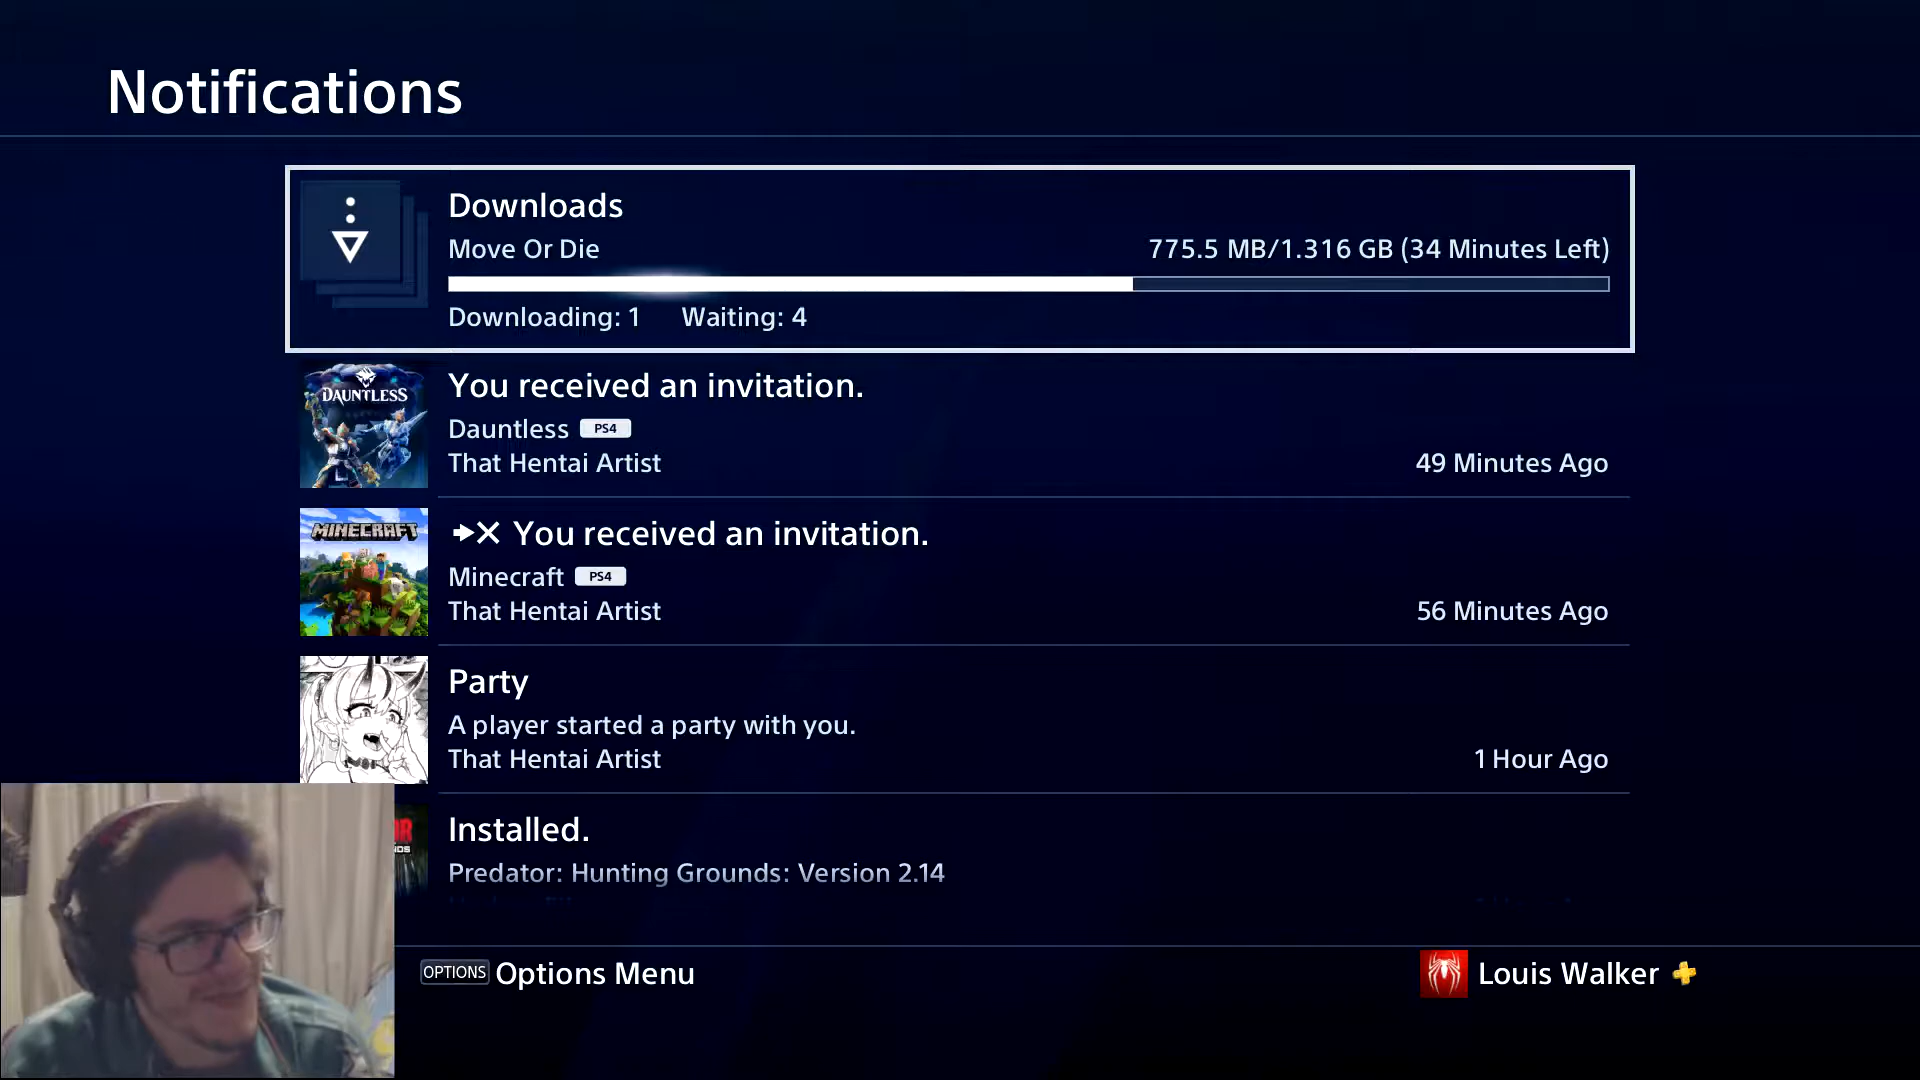 Notifications
Downloads
Move Or Die
775.5 MB/1.316 GB (34 Minutes Left)
Downloading: 1 Waiting: 4
DAUNTLESS
You received an invitation.
Dauntless PS4
That Hentai Artist
49 Minutes Ago
MINECRAFT
You received an invitation.
Minecraft PS4
That Hentai Artist
56 Minutes Ago
Party
A player started a party with you.
That Hentai Artist
1 Hour Ago
Installed.
Predator: Hunting Grounds: Version 2.14
OPTIONS Options Menu
Louis Walker